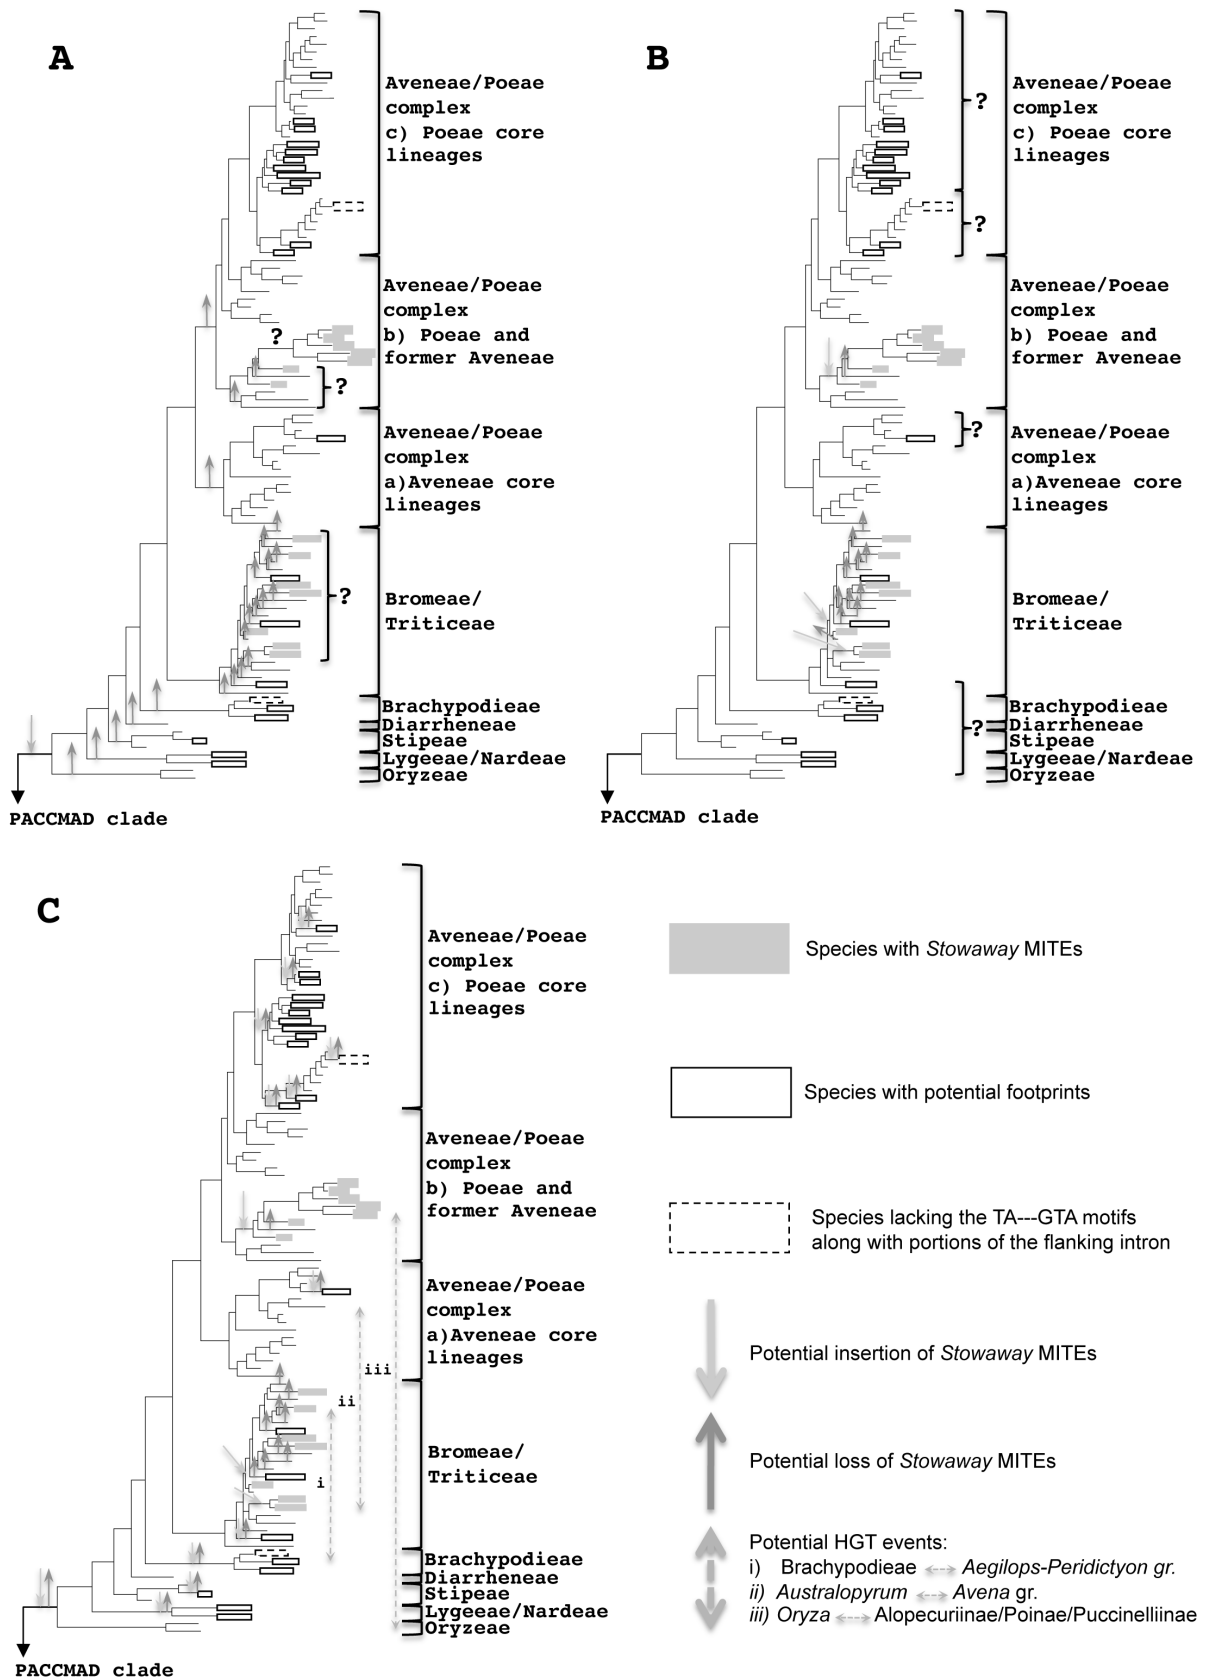 A
Aveneae/Poeae
complex
c) Poeae core
lineages
Aveneae/Poeae
complex
?
b) Poeae and
former Aveneae
?
Aveneae/Poeae
complex
a)Aveneae core
lineages
?
Bromeae/
Triticeae
Brachypodieae
Diarrheneae
Stipeae
Lygeeae/Nardeae
Oryzeae
PACCMAD clade
B
?
Aveneae/Poeae
complex
c) Poeae core
lineages
?
Aveneae/Poeae
complex
b) Poeae and
former Aveneae
?
Aveneae/Poeae
complex
a)Aveneae core
lineages
Bromeae/
Triticeae
?
Brachypodieae
Diarrheneae
Stipeae
Lygeeae/Nardeae
Oryzeae
PACCMAD clade
C
Aveneae/Poeae
complex
c) Poeae core
lineages
Aveneae/Poeae
complex
b) Poeae and
former Aveneae
Aveneae/Poeae
complex
a)Aveneae core
lineages
iii
ii
i
Bromeae/
Triticeae
Brachypodieae
Diarrheneae
Stipeae
Lygeeae/Nardeae
Oryzeae
PACCMAD clade
Species with Stowaway MITEs
Species with potential footprints
Species lacking the TA---GTA motifs
along with portions of the flanking intron
Potential insertion of Stowaway MITEs
Potential loss of Stowaway MITEs
Potential HGT events:
i) Brachypodieae Aegilops-Peridictyon gr.
ii) Australopyrum Avena gr.
iii) Oryza Alopecuriinae/Poinae/Puccinelliinae